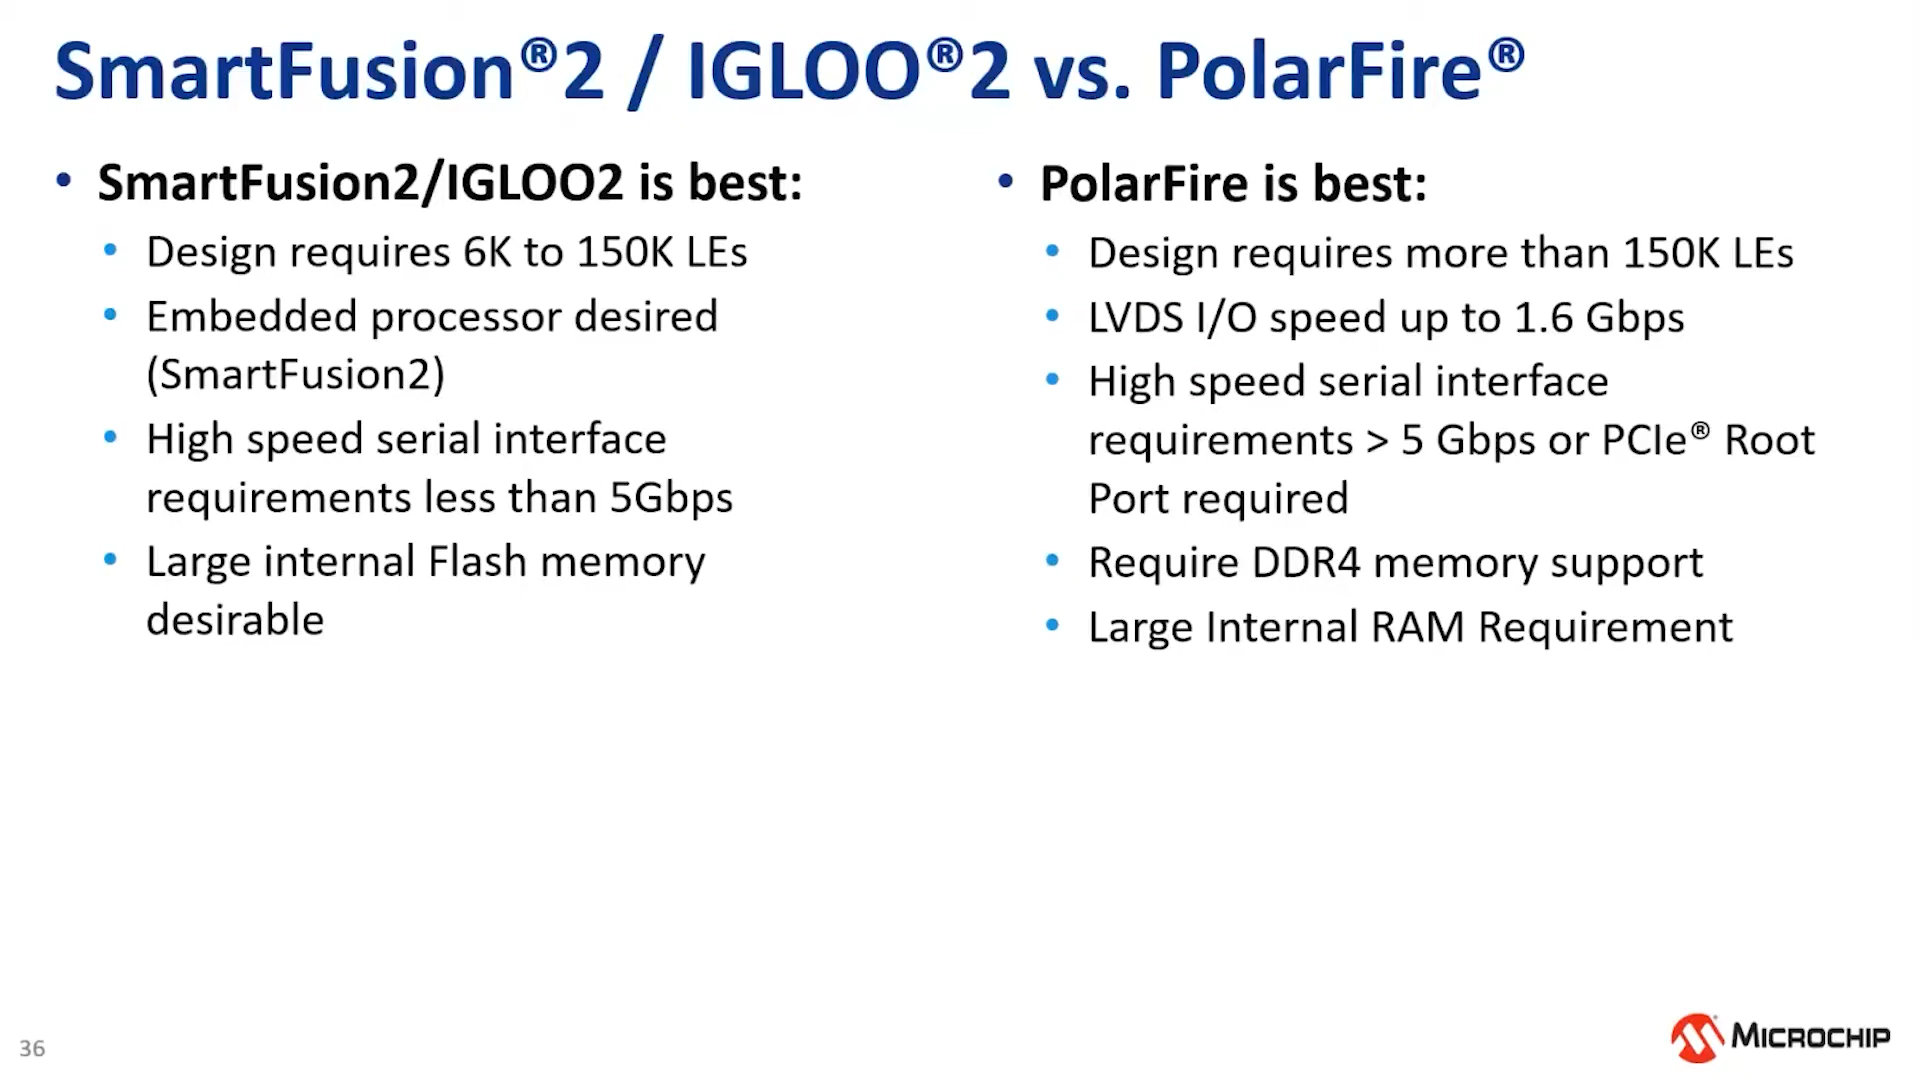 SmartFusion®2 / IGLOO®2 vs. PolarFire®
• SmartFusion2/IGLOO2 is best:
• Design requires 6K to 150K LEs
• Embedded processor desired
(SmartFusion2)
• High speed serial interface
requirements less than 5Gbps
• Large internal Flash memory
desirable
• PolarFire is best:
• Design requires more than 150K LEs
• LVDS I/O speed up to 1.6 Gbps
• High speed serial interface
requirements > 5 Gbps or PCIe® Root
Port required
• Require DDR4 memory support
• Large Internal RAM Requirement
36
MICROCHIP